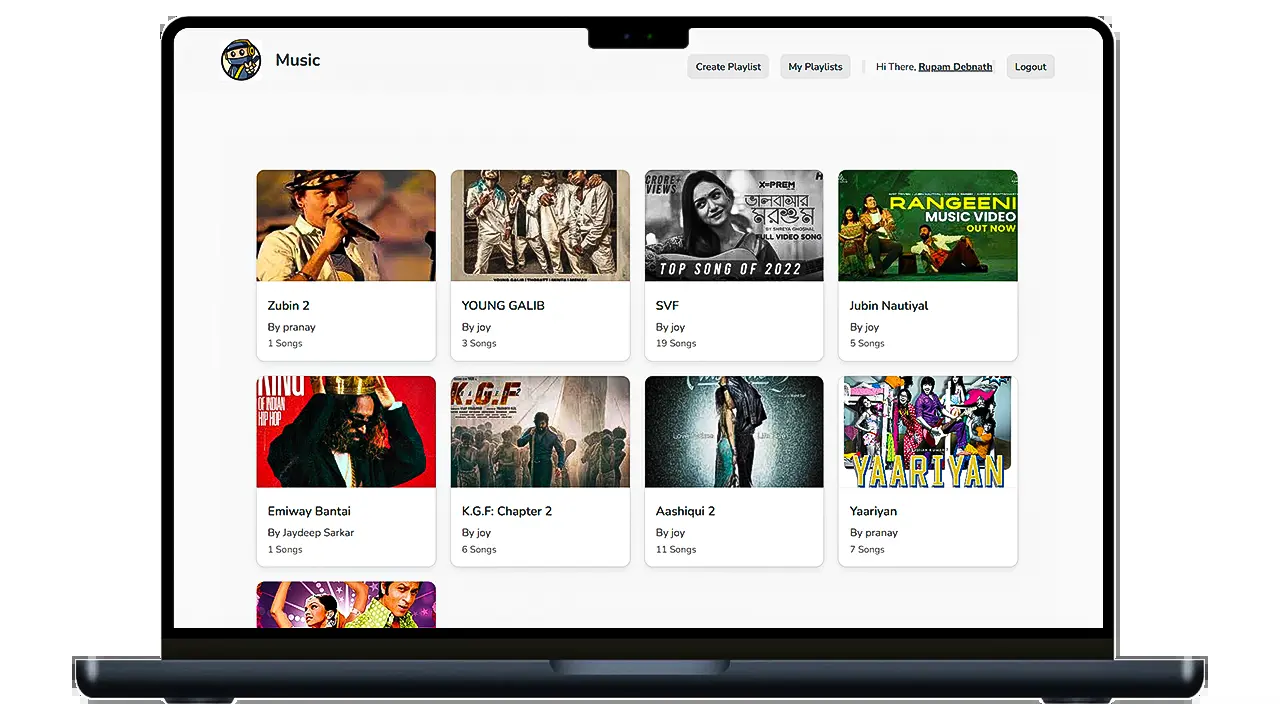 Music
Create Playlist
My Playlists
Hi There, Rupam Debnath
Logout
CRORE+
VIEWS
X=PREM
ভালবাসার
মরশুম
BY SHREYA GHOSHAL
FULL VIDEO SONG
TOP SONG OF 2022
RANGEENI
MUSIC VIDEO
OUT NOW
Zubin 2
By pranay
1 Songs
YOUNG GALIB
By joy
3 Songs
SVF
By joy
19 Songs
Jubin Nautiyal
By joy
5 Songs
KING
OF INDIAN
HIP HOP
K.G.F
YAARIYAN
Emiway Bantai
By Jaydeep Sarkar
1 Songs
K.G.F: Chapter 2
By joy
6 Songs
Aashiqui 2
By joy
11 Songs
Yaariyan
By pranay
7 Songs